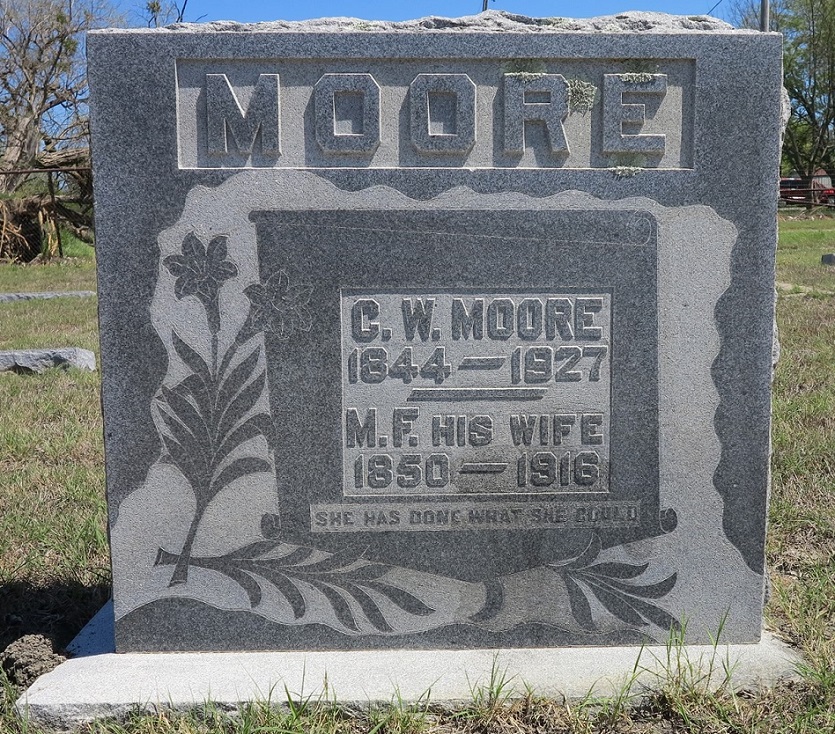 MOORE
C. W. MOORE
1844 — 1927
M. F. HIS WIFE
1850 — 1916
SHE HAS DONE WHAT SHE COULD